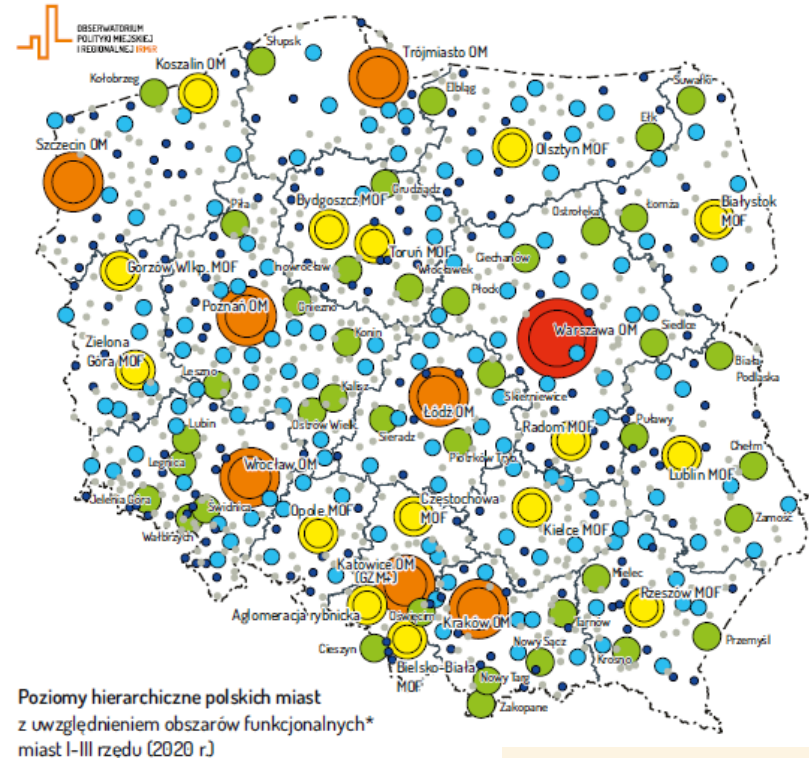 OBSERWATORIUM
POLITYKI MIEJSKIEJ
I REGIONALNEJ IRMiR
Słupsk
Trójmiasto OM
Koszalin OM
Kołobrzeg
Elbląg
Suwałki
Ełk
Szczecin OM
Olsztyn MOF
Grudziądz
Piła
Bydgoszcz MOF
Ostrołęka
Łomża
Białystok
MOF
Toruń MOF
Ciechanów
Gorzów Wlkp. MOF
Inowrocław
Włocławek
Płock
Poznań OM
Gniezno
Warszawa OM
Siedlce
Konin
Zielona
Góra MOF
Biała
Podlaska
Leszno
Kalisz
Skierniewice
Łódź OM
Ostrów Wielk.
Sieradz
Lubin
Radom MOF
Puławy
Piotrków Tryb.
Chełm
Legnica
Wrocław OM
Lublin MOF
Jelenia Góra
Świdnica
Opole MOF
Częstochowa
MOF
Kielce MOF
Zamość
Wałbrzych
Katowice OM
(GZM+)
Mielec
Rzeszów MOF
Aglomeracja rybnicka
Oświęcim
Kraków OM
Tarnów
Przemyśl
Cieszyn
Nowy Sącz
Krosno
Bielsko-Biała
MOF
Nowy Targ
Zakopane
Poziomy hierarchiczne polskich miast
z uwzględnieniem obszarów funkcjonalnych*
miast I-III rzędu (2020 r.)